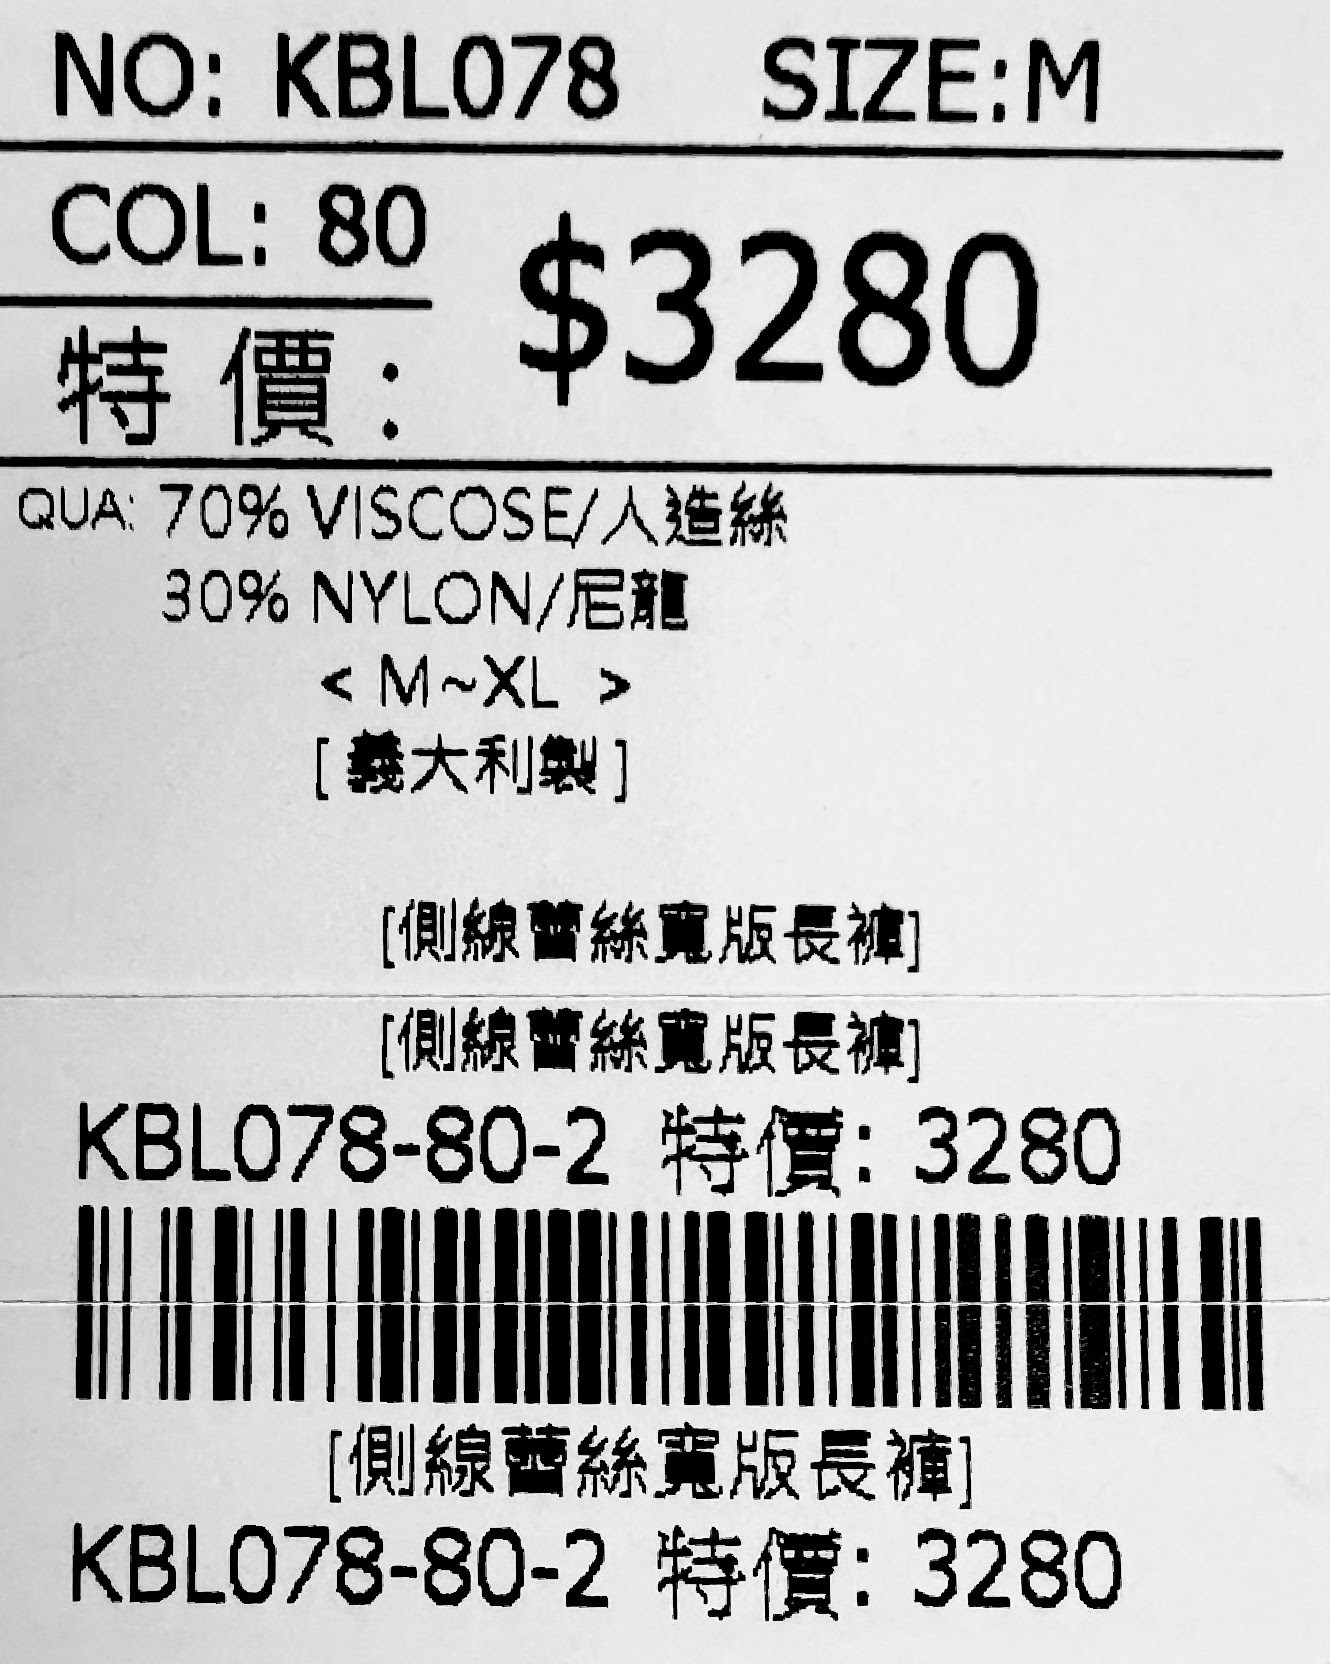 NO: KBL078 SIZE:M
COL: 80
$3280
特價:
QUA: 70% VISCOSE/人造絲
30% NYLON/尼龍
< M~XL >
[ 義大利製 ]
[側線蕾絲寬版長褲]
[側線蕾絲寬版長褲]
KBL078-80-2 特價: 3280
[側線蕾絲寬版長褲]
KBL078-80-2 特價: 3280